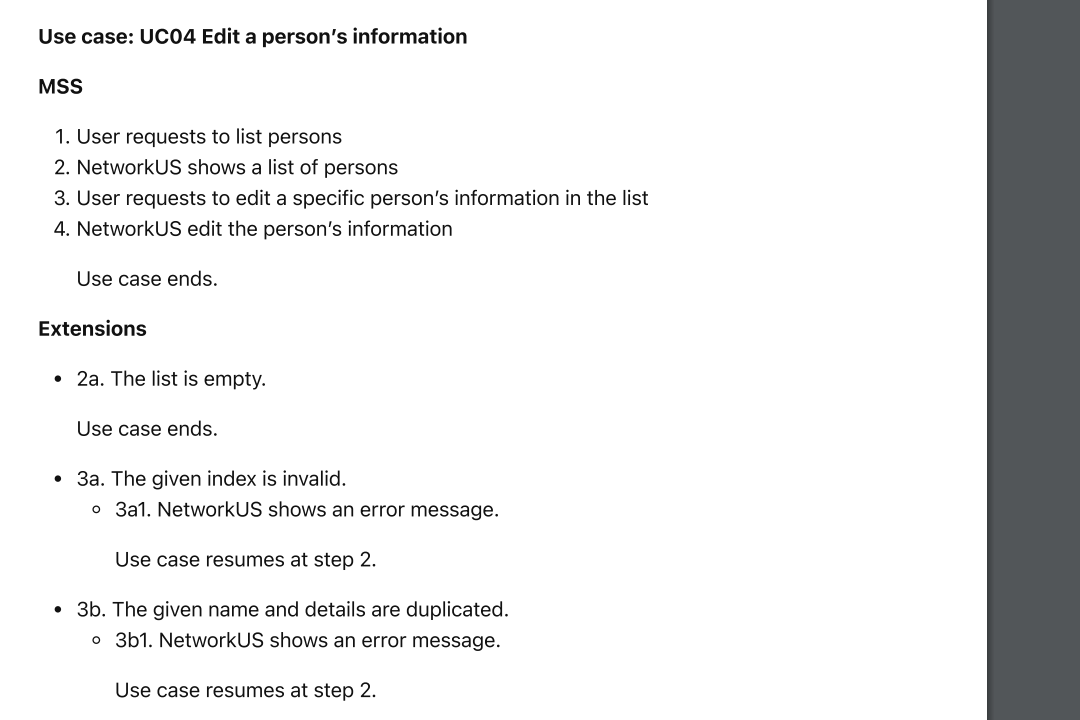 Use case: UC04 Edit a person’s information
MSS
1. User requests to list persons
2. NetworkUS shows a list of persons
3. User requests to edit a specific person’s information in the list
4. NetworkUS edit the person’s information
Use case ends.
Extensions
• 2a. The list is empty.
Use case ends.
• 3a. The given index is invalid.
◦ 3a1. NetworkUS shows an error message.
Use case resumes at step 2.
• 3b. The given name and details are duplicated.
◦ 3b1. NetworkUS shows an error message.
Use case resumes at step 2.